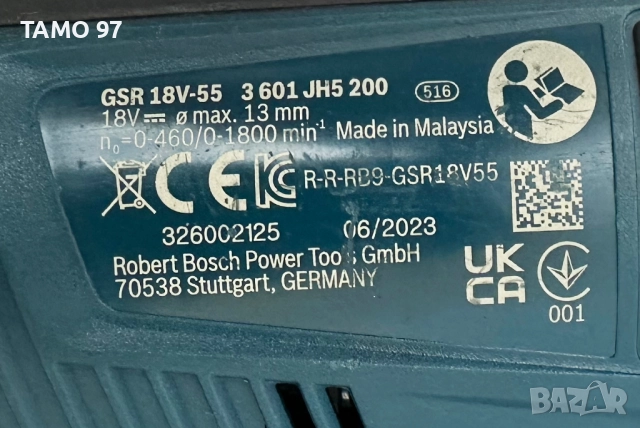 TAMO 97
GSR 18V-55 3 601 JH5 200 516
18V⎓ ø max. 13 mm
n₀=0-460/0-1800 min⁻¹ Made in Malaysia
CE R-R-RB9-GSR18V55
326002125 06/2023
Robert Bosch Power Tools GmbH
70538 Stuttgart, GERMANY
UK
CA
001
BAZAR